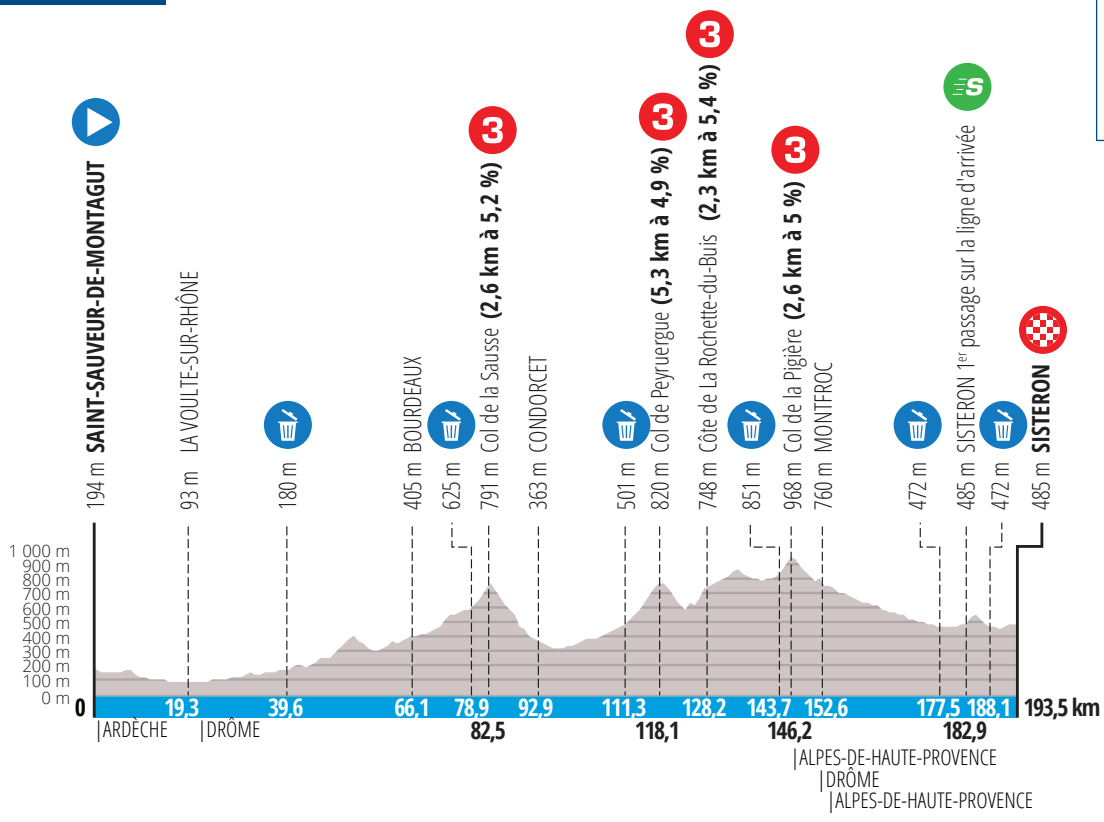 194 m SAINT-SAUVEUR-DE-MONTAGUT
93 m LA VOULTE-SUR-RHÔNE
180 m
405 m BOURDEAUX
625 m
791 m Col de la Sausse (2,6 km à 5,2 %) 3
363 m CONDORCET
501 m
820 m Col de Peyruergue (5,3 km à 4,9 %) 3
748 m Côte de La Rochette-du-Buis (2,3 km à 5,4 %) 3
851 m
968 m Col de la Pigière (2,6 km à 5 %) 3
760 m MONTFROC
472 m
485 m SISTERON 1er passage sur la ligne d'arrivée S
472 m
485 m SISTERON
1 000 m
900 m
800 m
700 m
600 m
500 m
400 m
300 m
200 m
100 m
0 m
0 19,3 39,6 66,1 78,9 92,9 111,3 128,2 143,7 152,6 177,5 188,1 193,5 km
82,5 118,1 146,2 182,9
|ARDÈCHE |DRÔME
|ALPES-DE-HAUTE-PROVENCE
|DRÔME
|ALPES-DE-HAUTE-PROVENCE